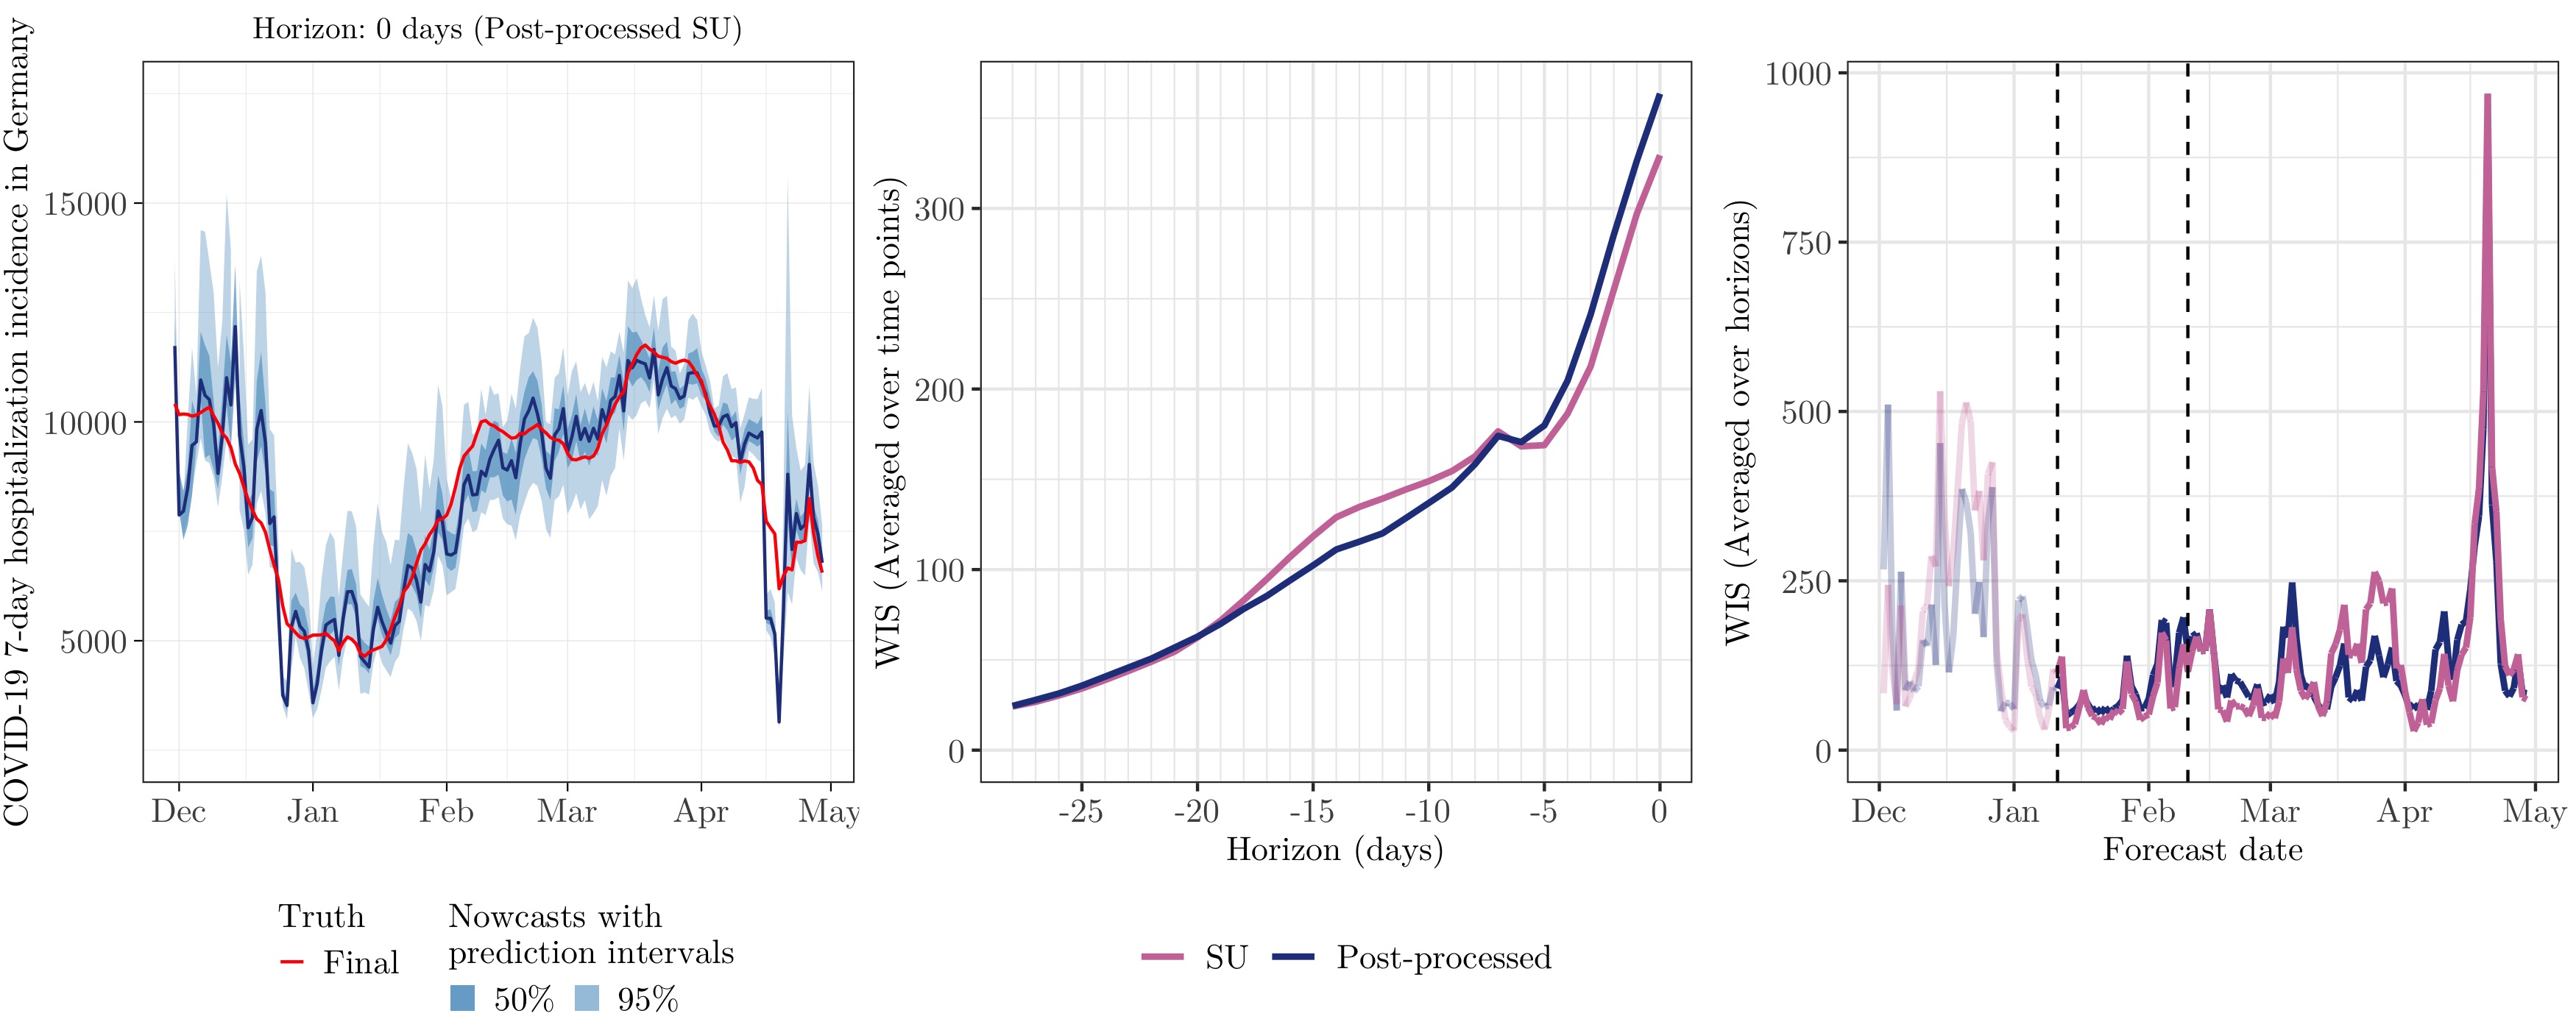 Horizon: 0 days (Post-processed SU)
COVID-19 7-day hospitalization incidence in Germany
15000
10000
5000
Dec Jan Feb Mar Apr May
Truth
Final
Nowcasts with
prediction intervals
50% 95%
WIS (Averaged over time points)
300
200
100
0
-25 -20 -15 -10 -5 0
Horizon (days)
SU Post-processed
WIS (Averaged over horizons)
1000
750
500
250
0
Dec Jan Feb Mar Apr May
Forecast date